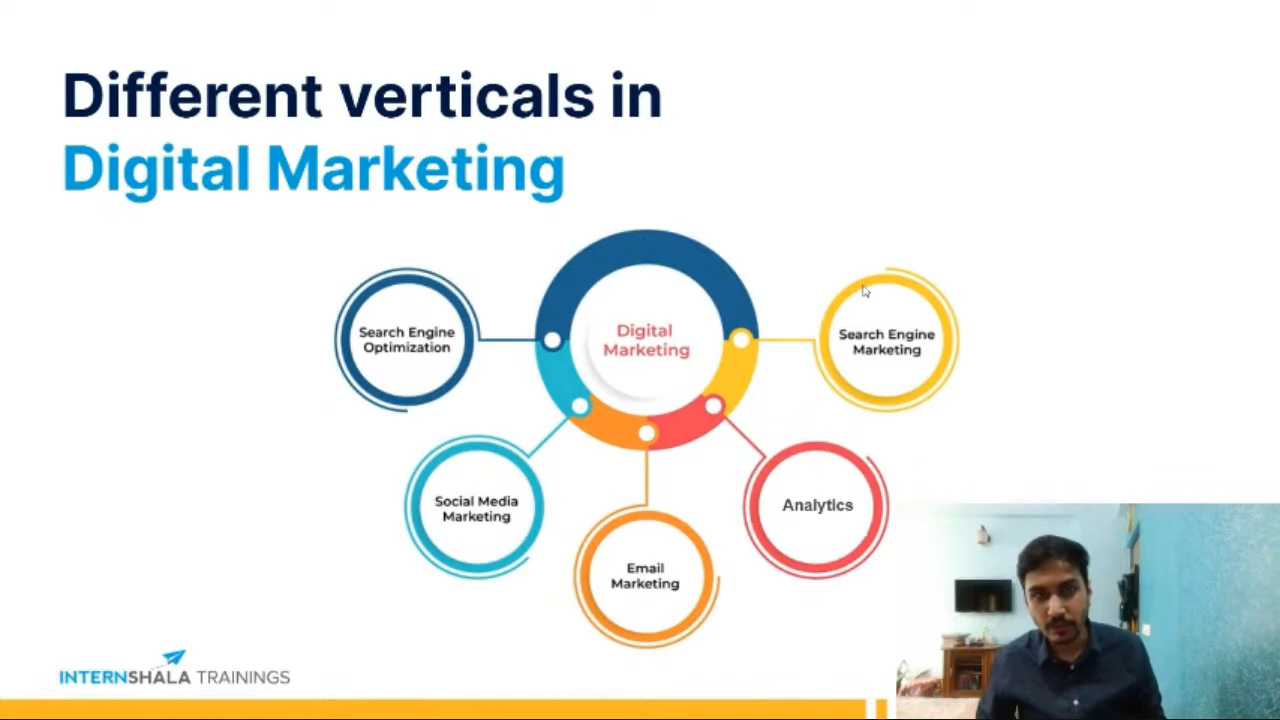 Different verticals in
Digital Marketing
Search Engine
Optimization
Digital
Marketing
Search Engine
Marketing
Social Media
Marketing
Email
Marketing
Analytics
INTERNSHALA TRAININGS